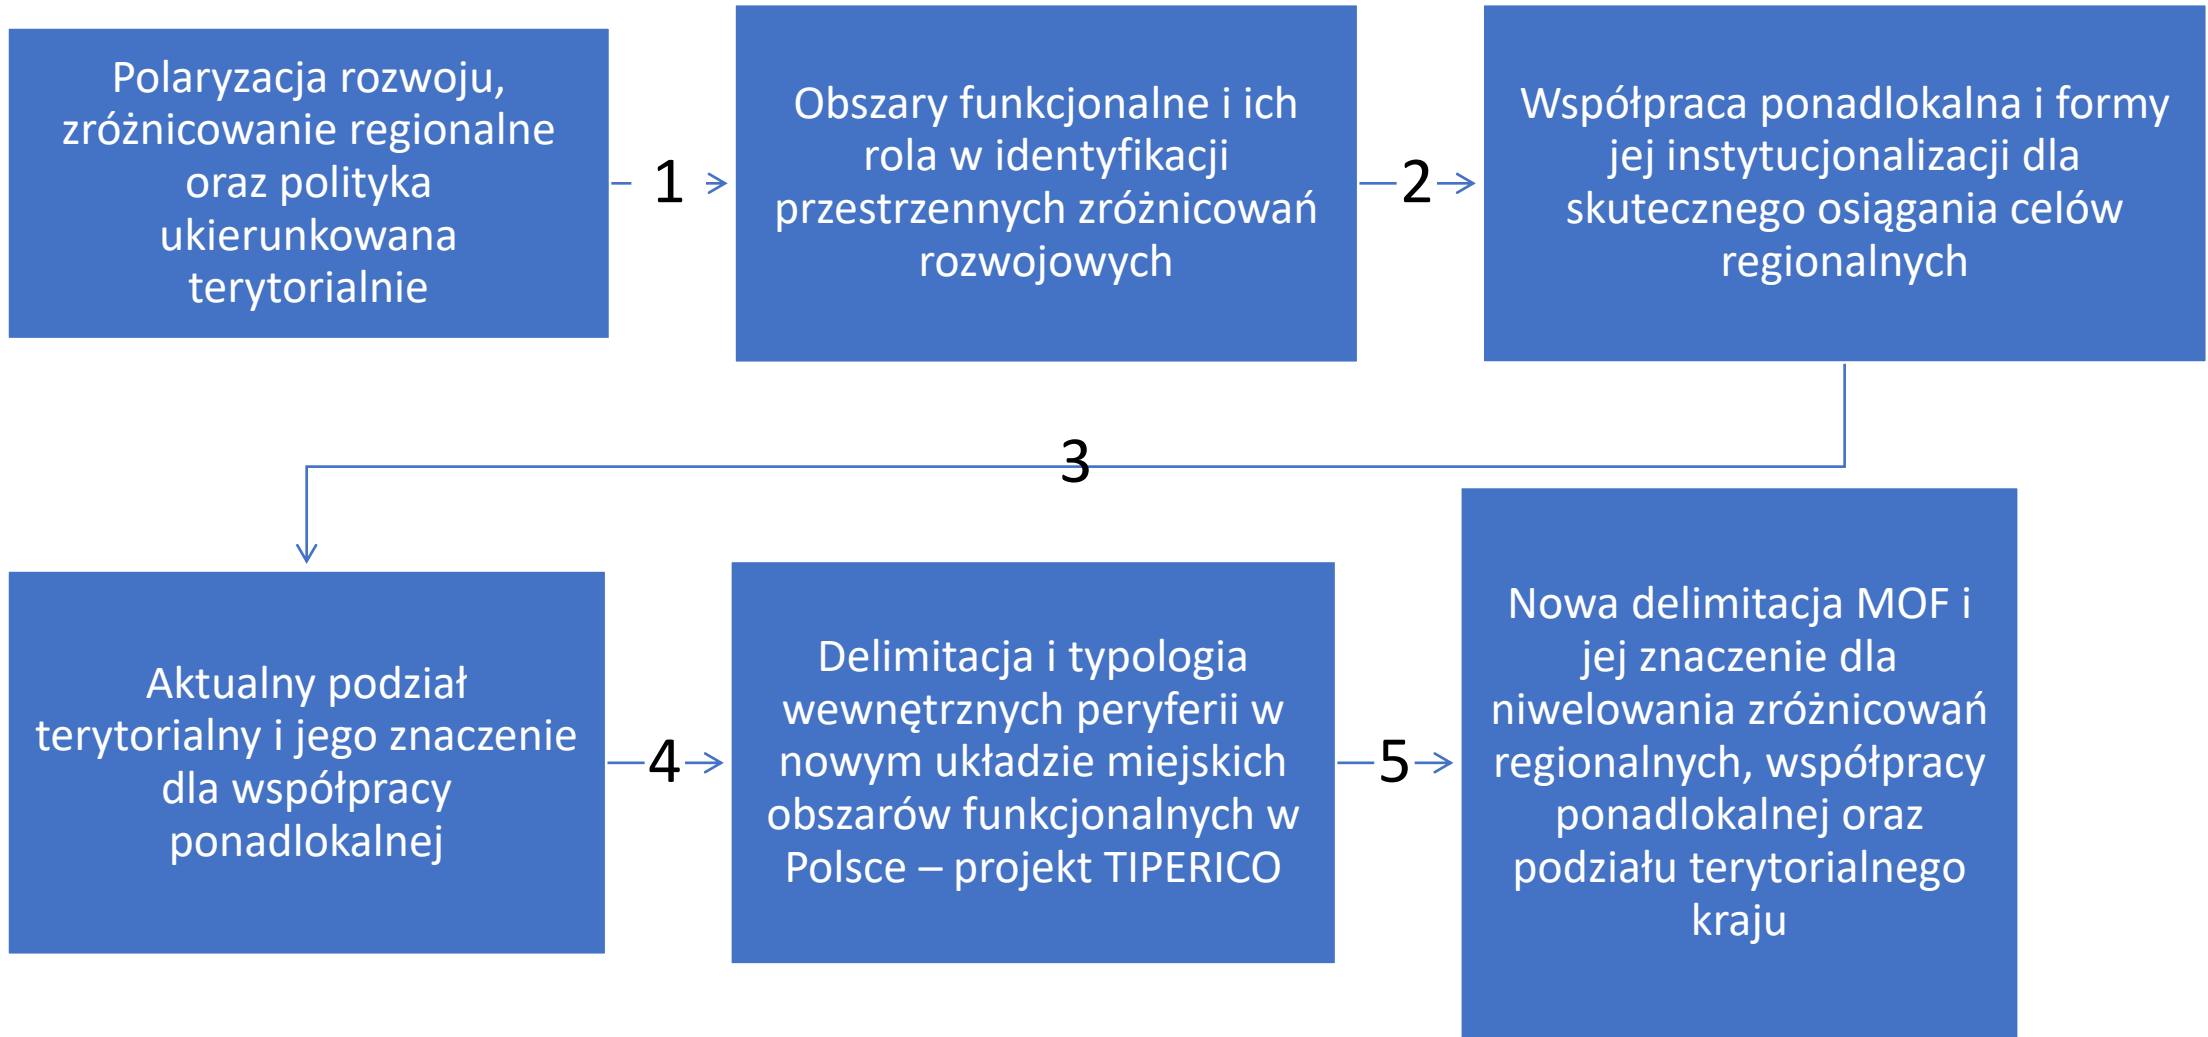 Polaryzacja rozwoju,
zróżnicowanie regionalne
oraz polityka
ukierunkowana
terytorialnie
1
Obszary funkcjonalne i ich
rola w identyfikacji
przestrzennych zróżnicowań
rozwojowych
2
Współpraca ponadlokalna i formy
jej instytucjonalizacji dla
skutecznego osiągania celów
regionalnych
3
Aktualny podział
terytorialny i jego znaczenie
dla współpracy
ponadlokalnej
4
Delimitacja i typologia
wewnętrznych peryferii w
nowym układzie miejskich
obszarów funkcjonalnych w
Polsce – projekt TIPERICO
5
Nowa delimitacja MOF i
jej znaczenie dla
niwelowania zróżnicowań
regionalnych, współpracy
ponadlokalnej oraz
podziału terytorialnego
kraju